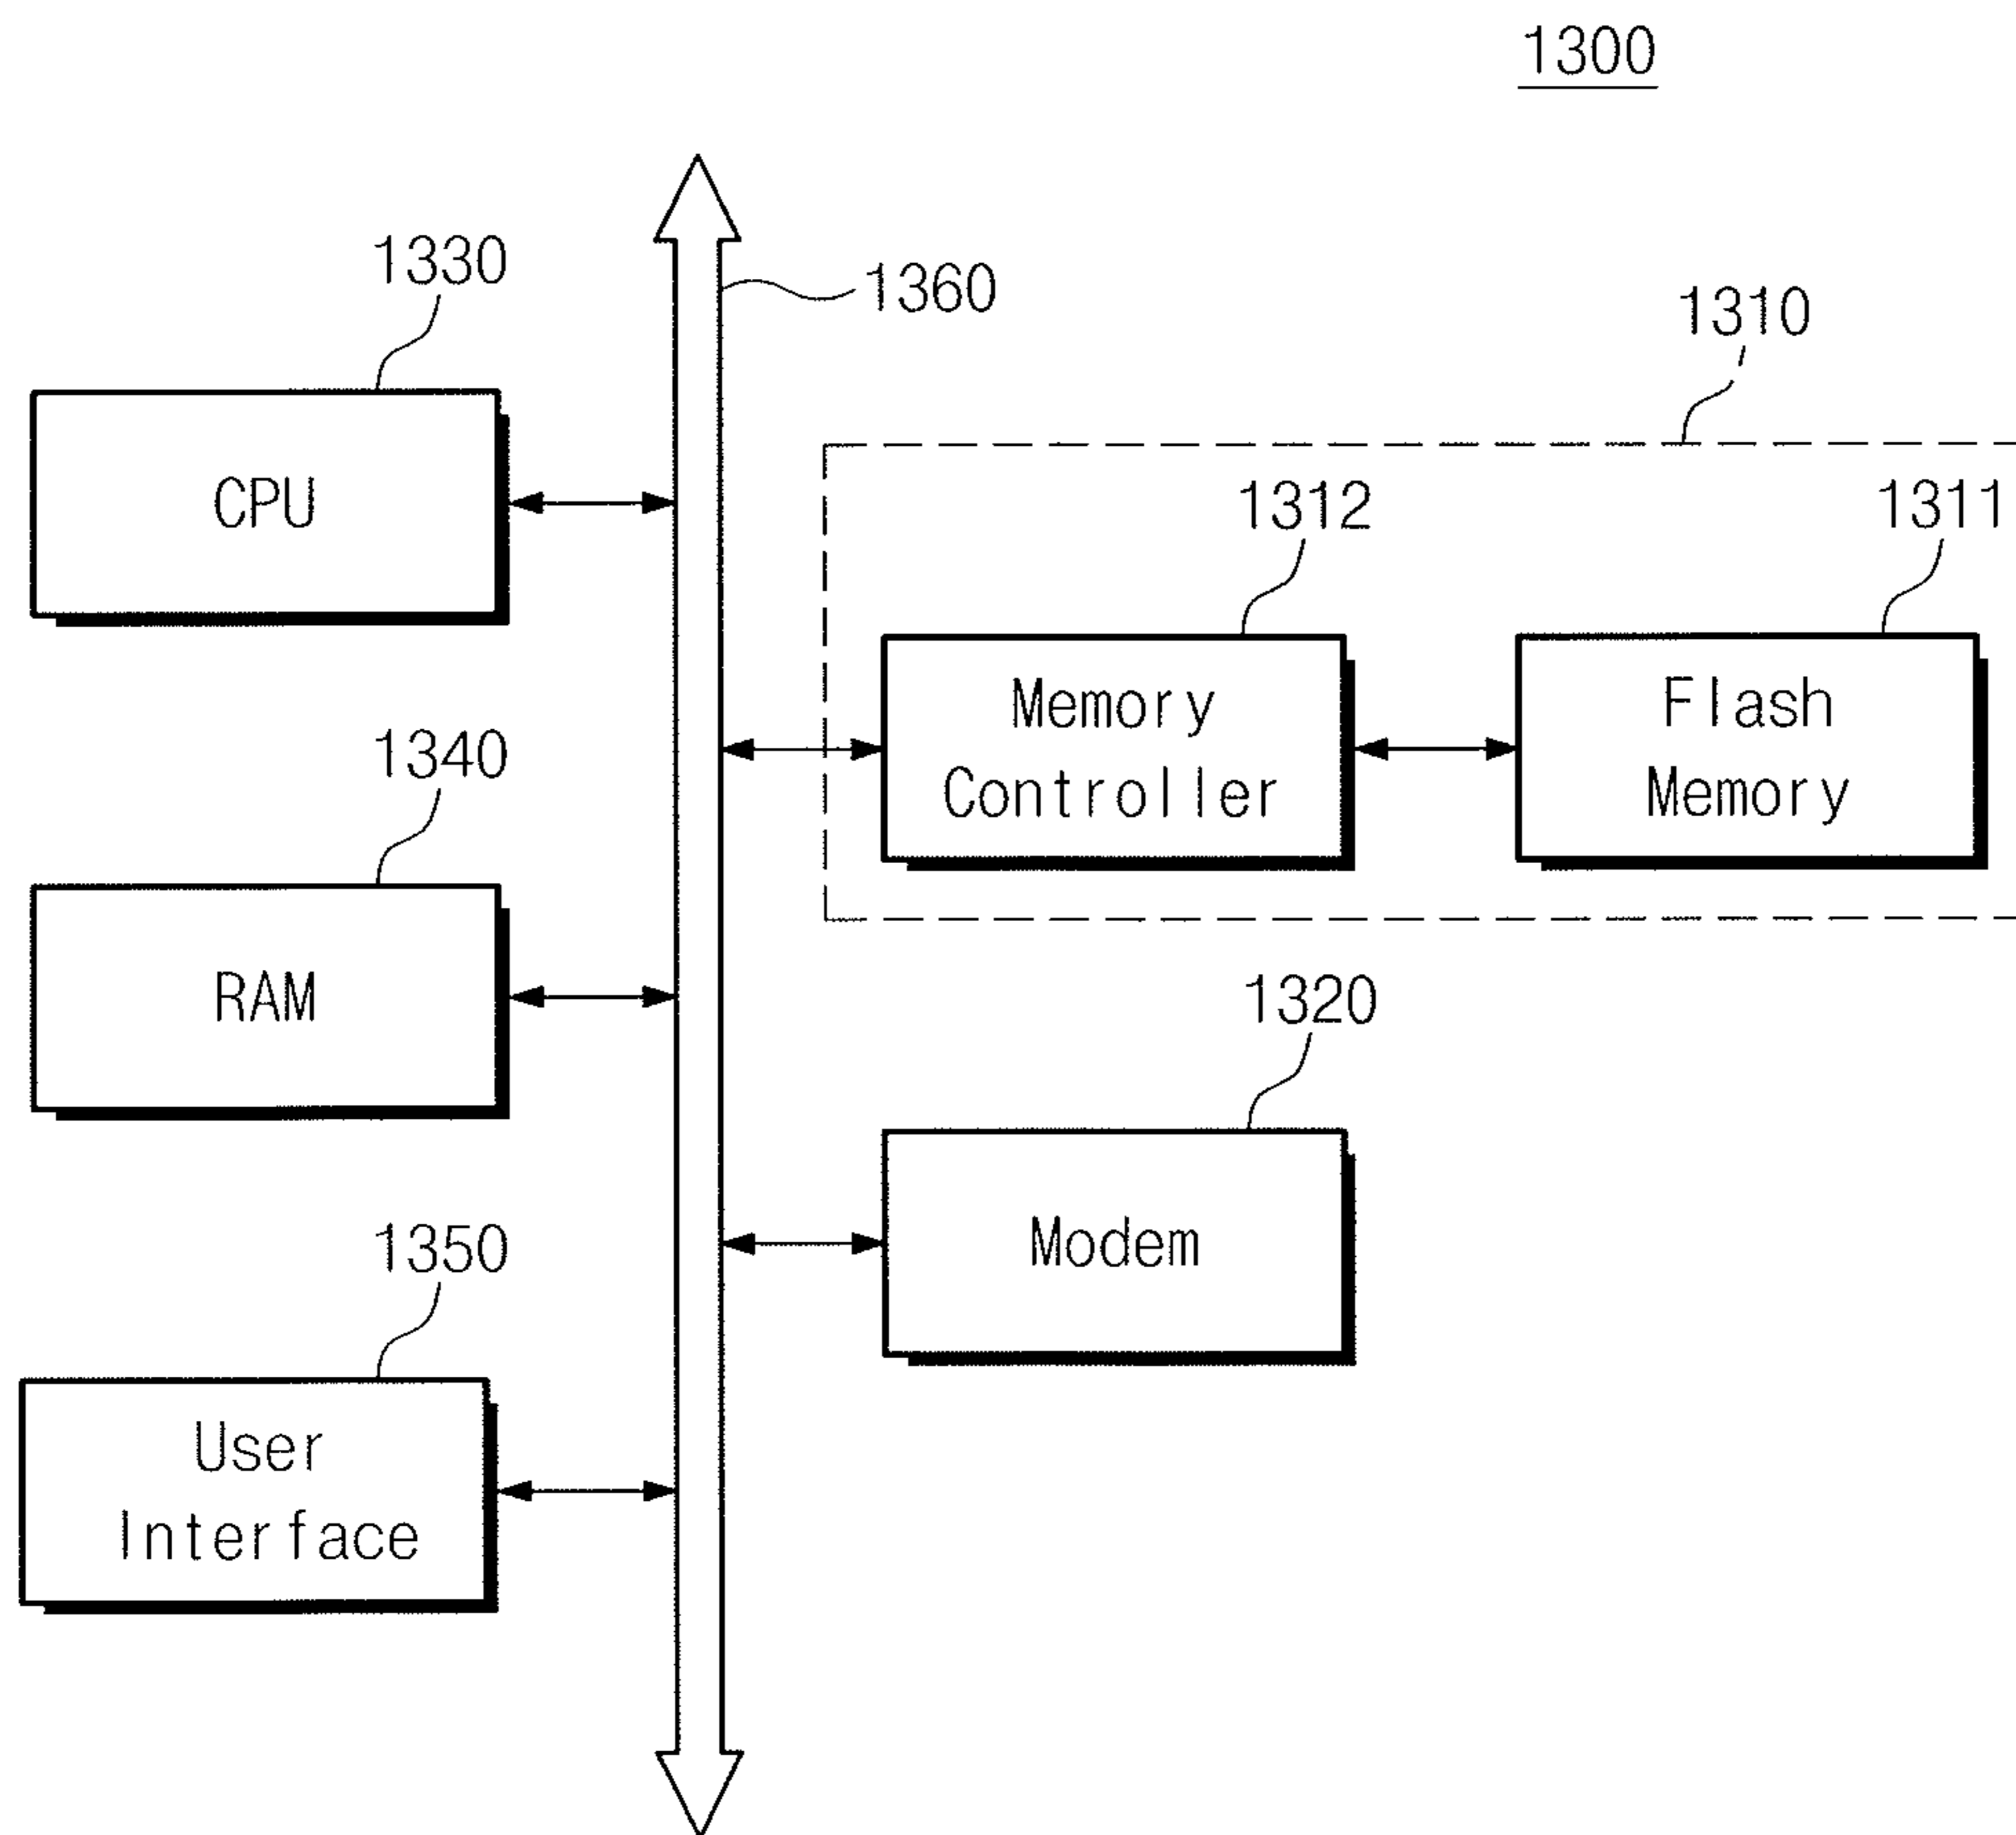 1300
1330
1360
1310
CPU
1312
1311
Memory
Controller
Flash
Memory
1340
RAM
1320
Modem
1350
User
Interface